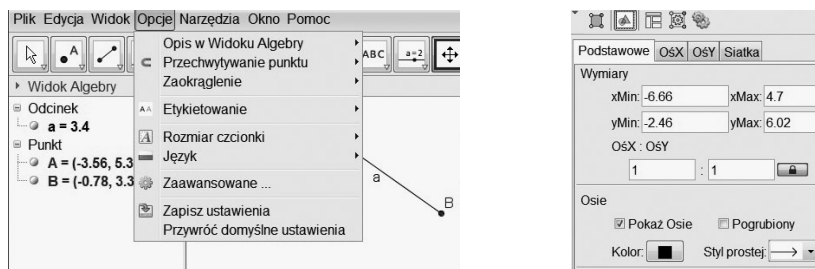 Plik Edycja Widok Opcje Narzędzia Okno Pomoc
A
ABC
a=2
Opis w Widoku Algebry
Przechwytywanie punktu
Zaokrąglenie
AA Etykietowanie
A Rozmiar czcionki
Język
Zaawansowane ...
Zapisz ustawienia
Przywróć domyślne ustawienia
Widok Algebry
Odcinek
a = 3.4
Punkt
A = (-3.56, 5.3
B = (-0.78, 3.3
a
B
Podstawowe OśX OśY Siatka
Wymiary
xMin: -6.66 xMax: 4.7
yMin: -2.46 yMax: 6.02
OśX : OśY
1 : 1
Osie
Pokaż Osie Pogrubiony
Kolor: Styl prostej: